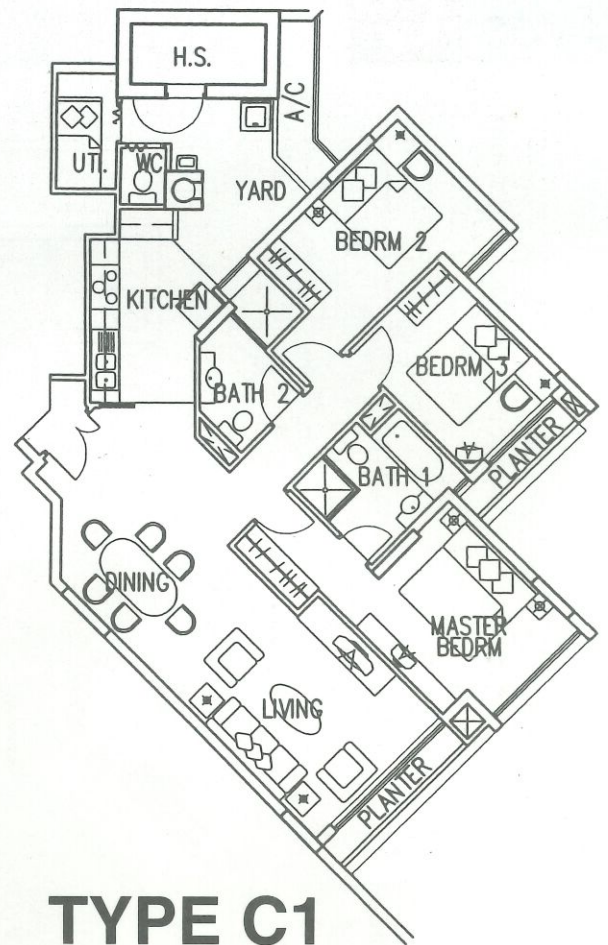 H.S.
A/C
UTI.
WC
YARD
BEDRM 2
KITCHEN
BEDRM 3
BATH 2
BATH 1
PLANTER
DINING
MASTER
BEDRM
LIVING
PLANTER
TYPE C1